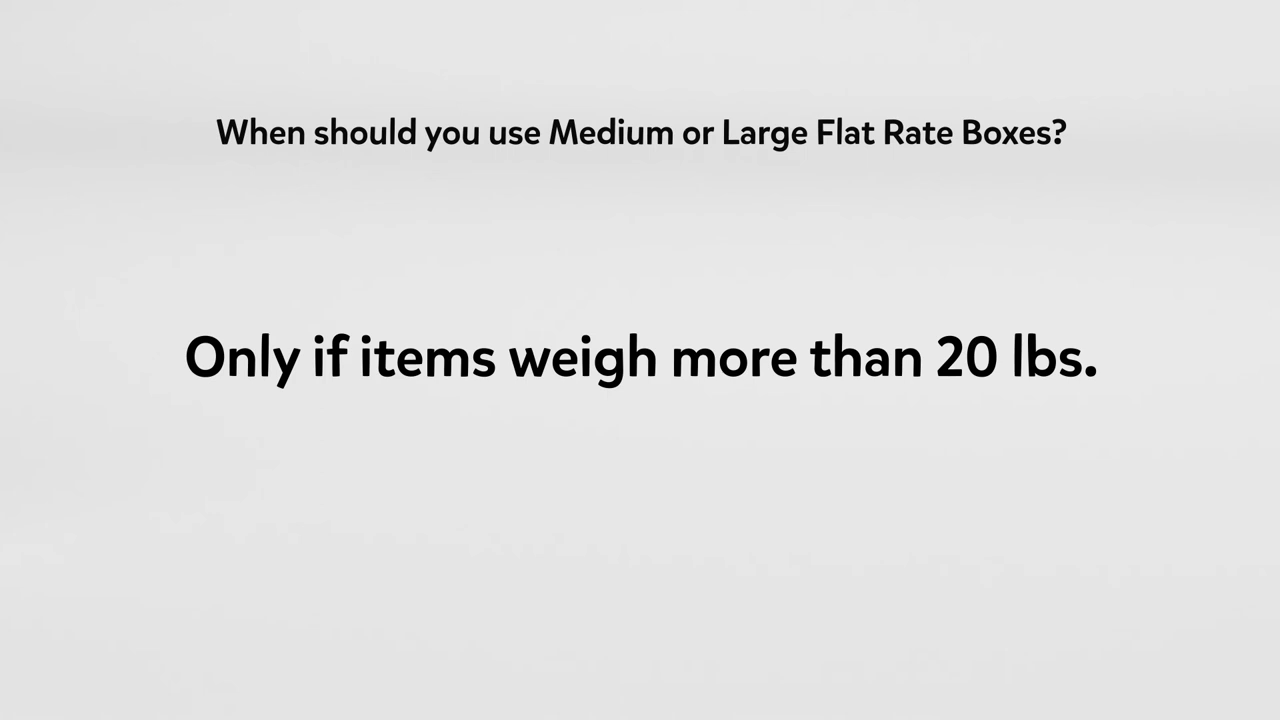 When should you use Medium or Large Flat Rate Boxes?
Only if items weigh more than 20 lbs.